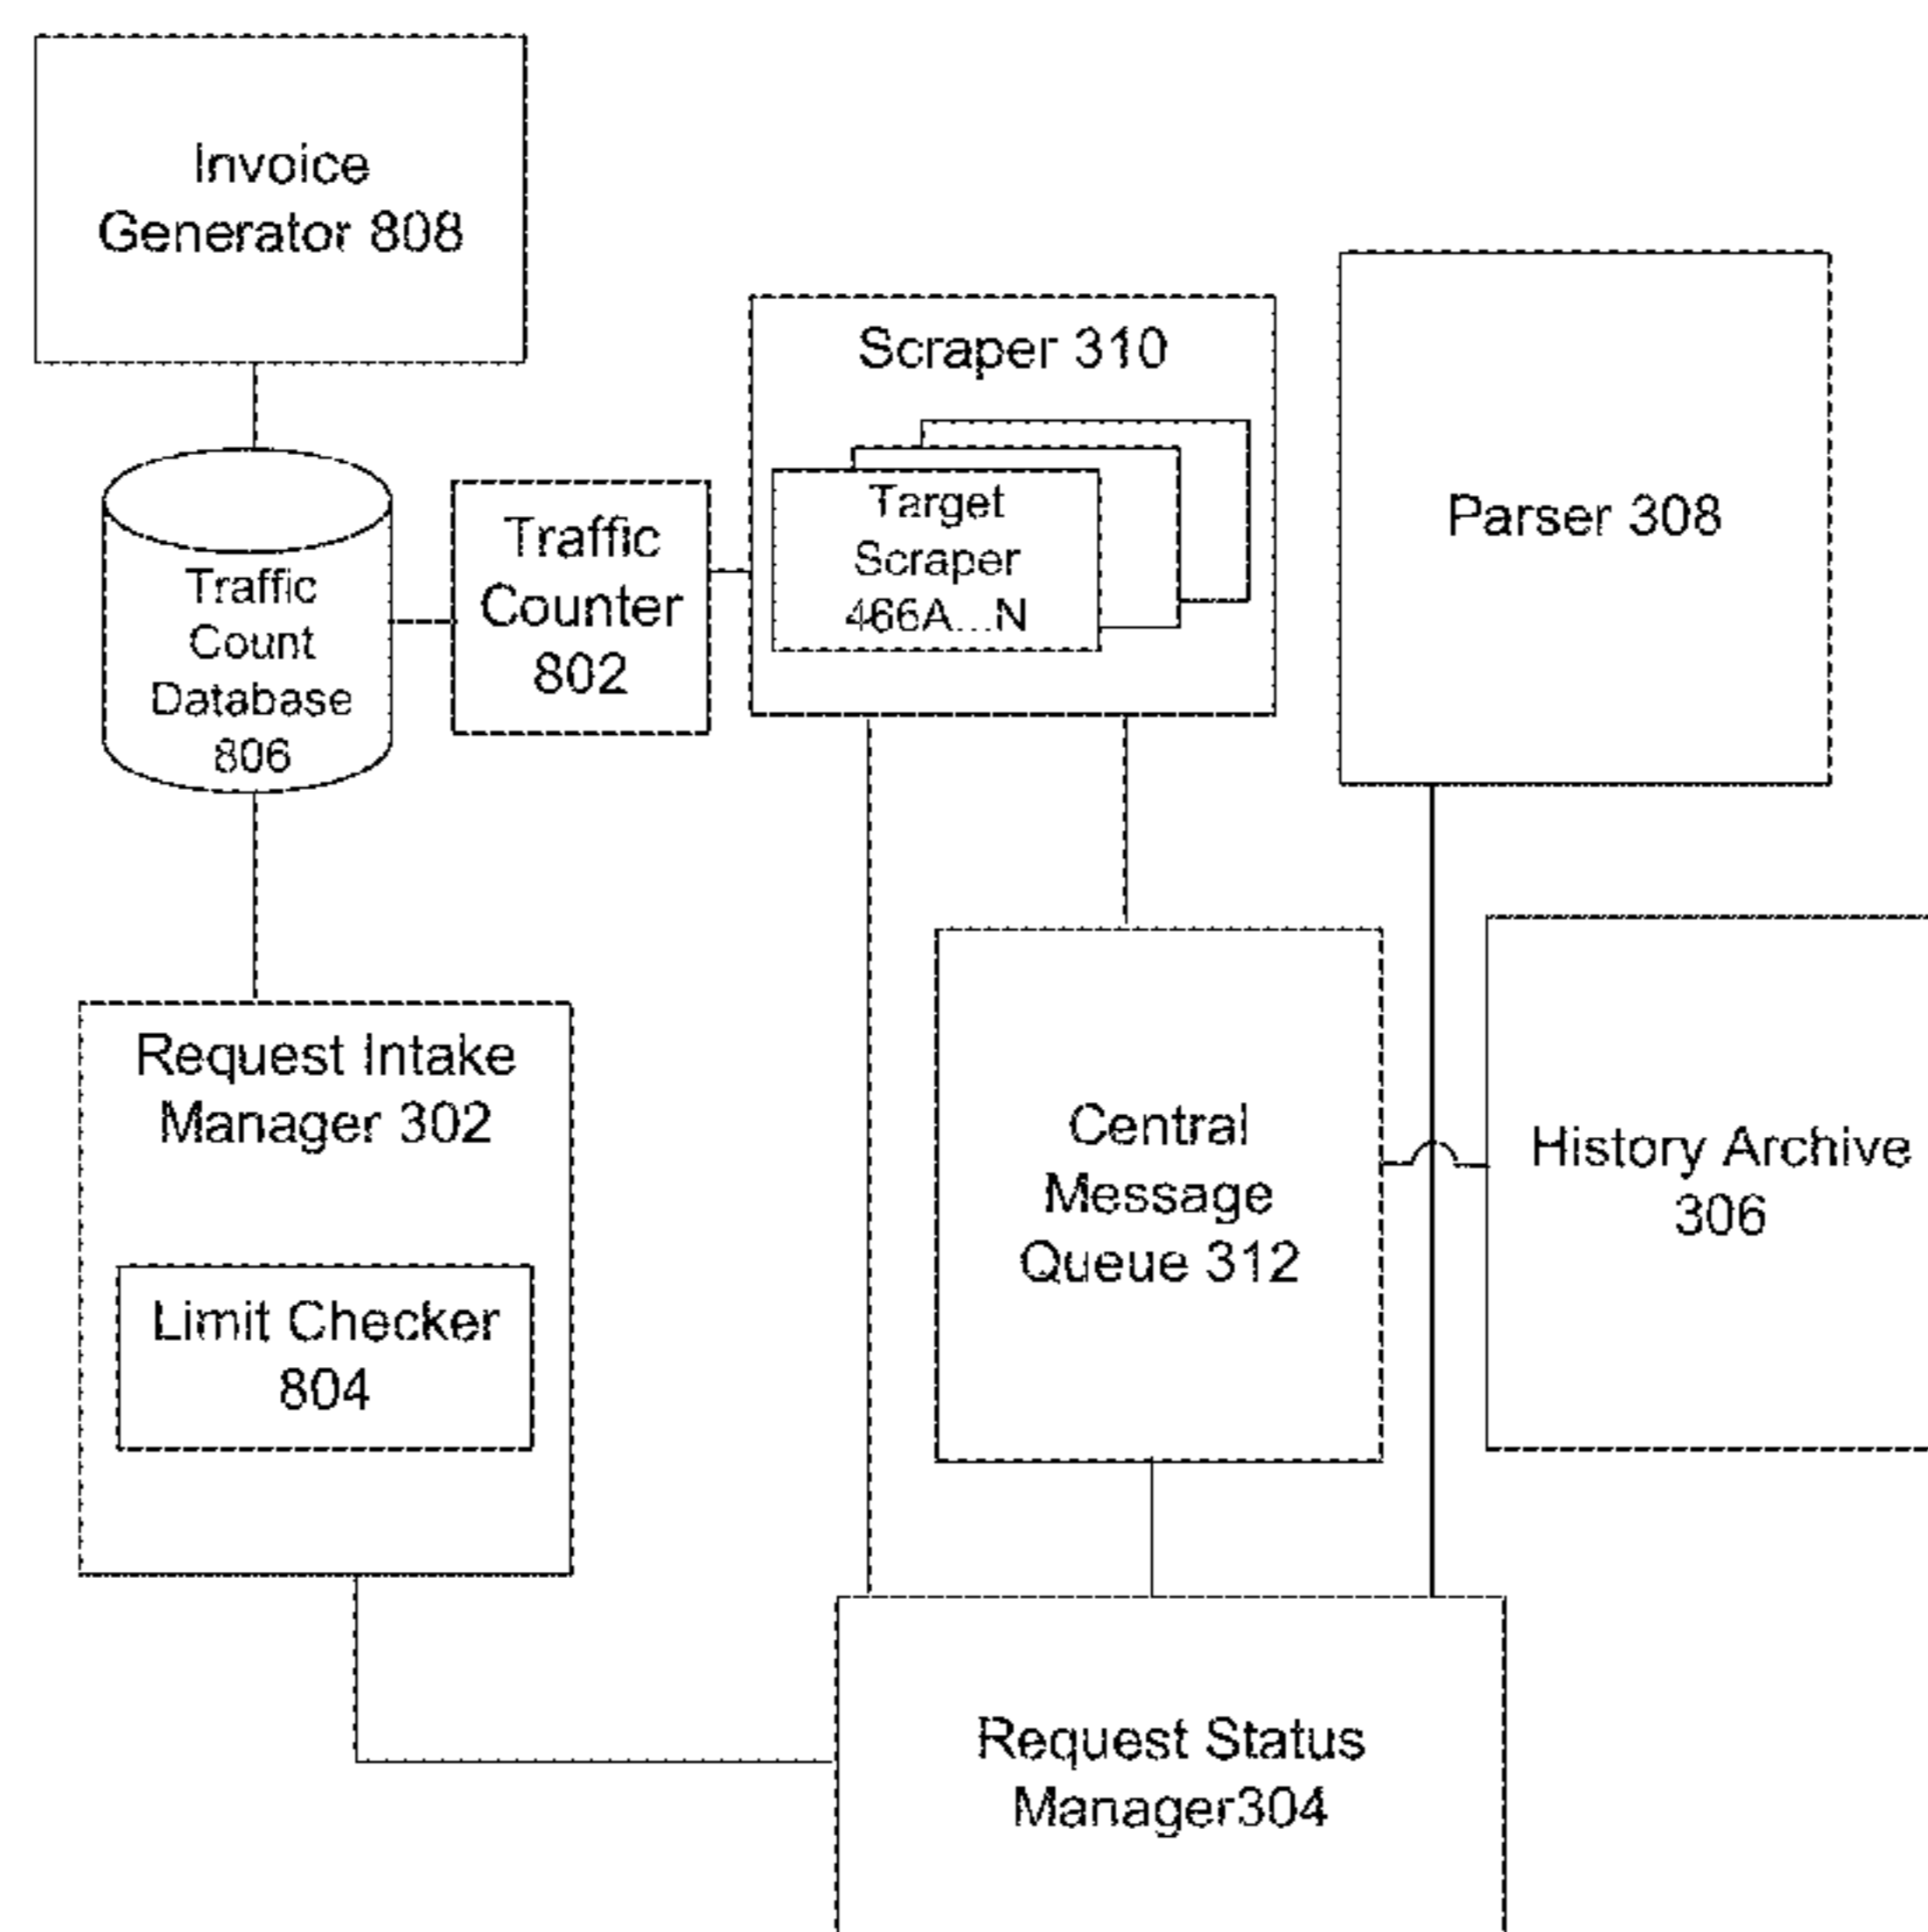 Invoice
Generator 808
Scraper 310
Target
Scraper
466A...N
Parser 308
Traffic
Counter
802
Traffic
Count
Database
806
Request Intake
Manager 302
Limit Checker
804
Central
Message
Queue 312
History Archive
306
Request Status
Manager304